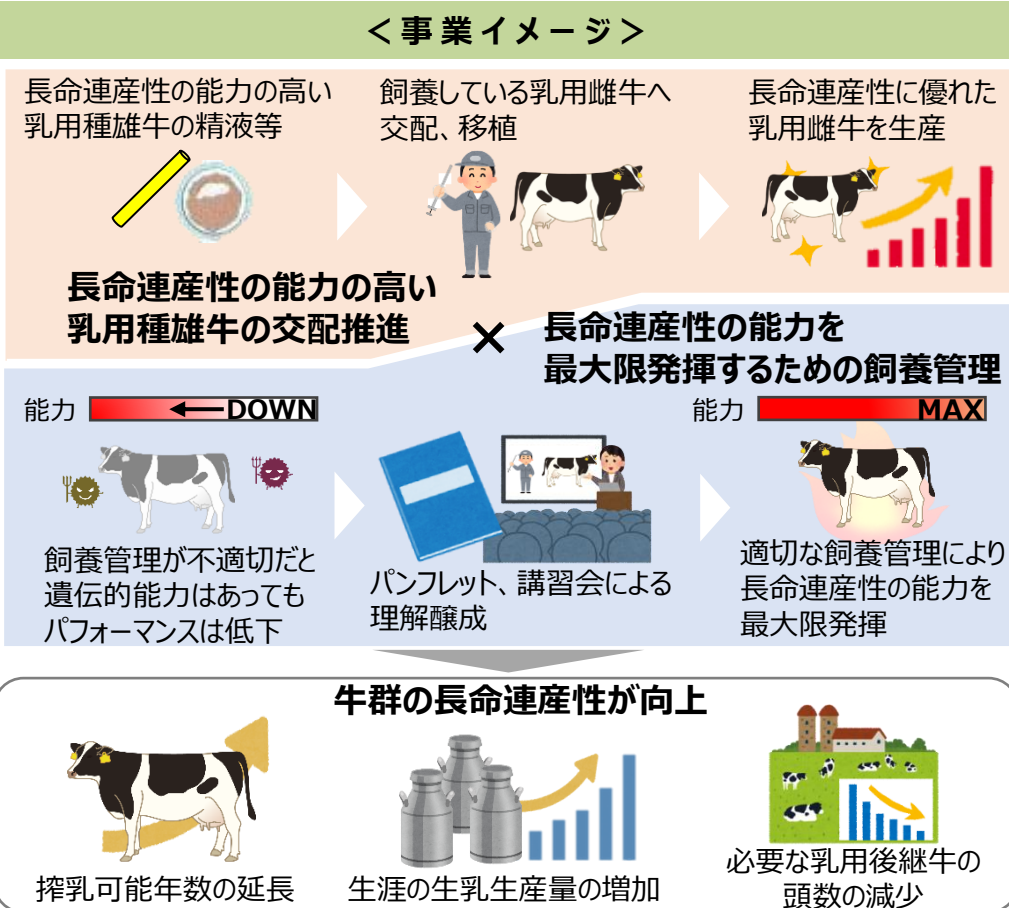 ＜事業イメージ＞
長命連産性の能力の高い
乳用種雄牛の精液等
飼養している乳用雌牛へ
交配、移植
長命連産性に優れた
乳用雌牛を生産
長命連産性の能力の高い
乳用種雄牛の交配推進
×
長命連産性の能力を
最大限発揮するための飼養管理
能力
DOWN
能力
MAX
飼養管理が不適切だと
遺伝的能力はあっても
パフォーマンスは低下
パンフレット、講習会による
理解醸成
適切な飼養管理により
長命連産性の能力を
最大限発揮
牛群の長命連産性が向上
搾乳可能年数の延長
生涯の生乳生産量の増加
必要な乳用後継牛の
頭数の減少